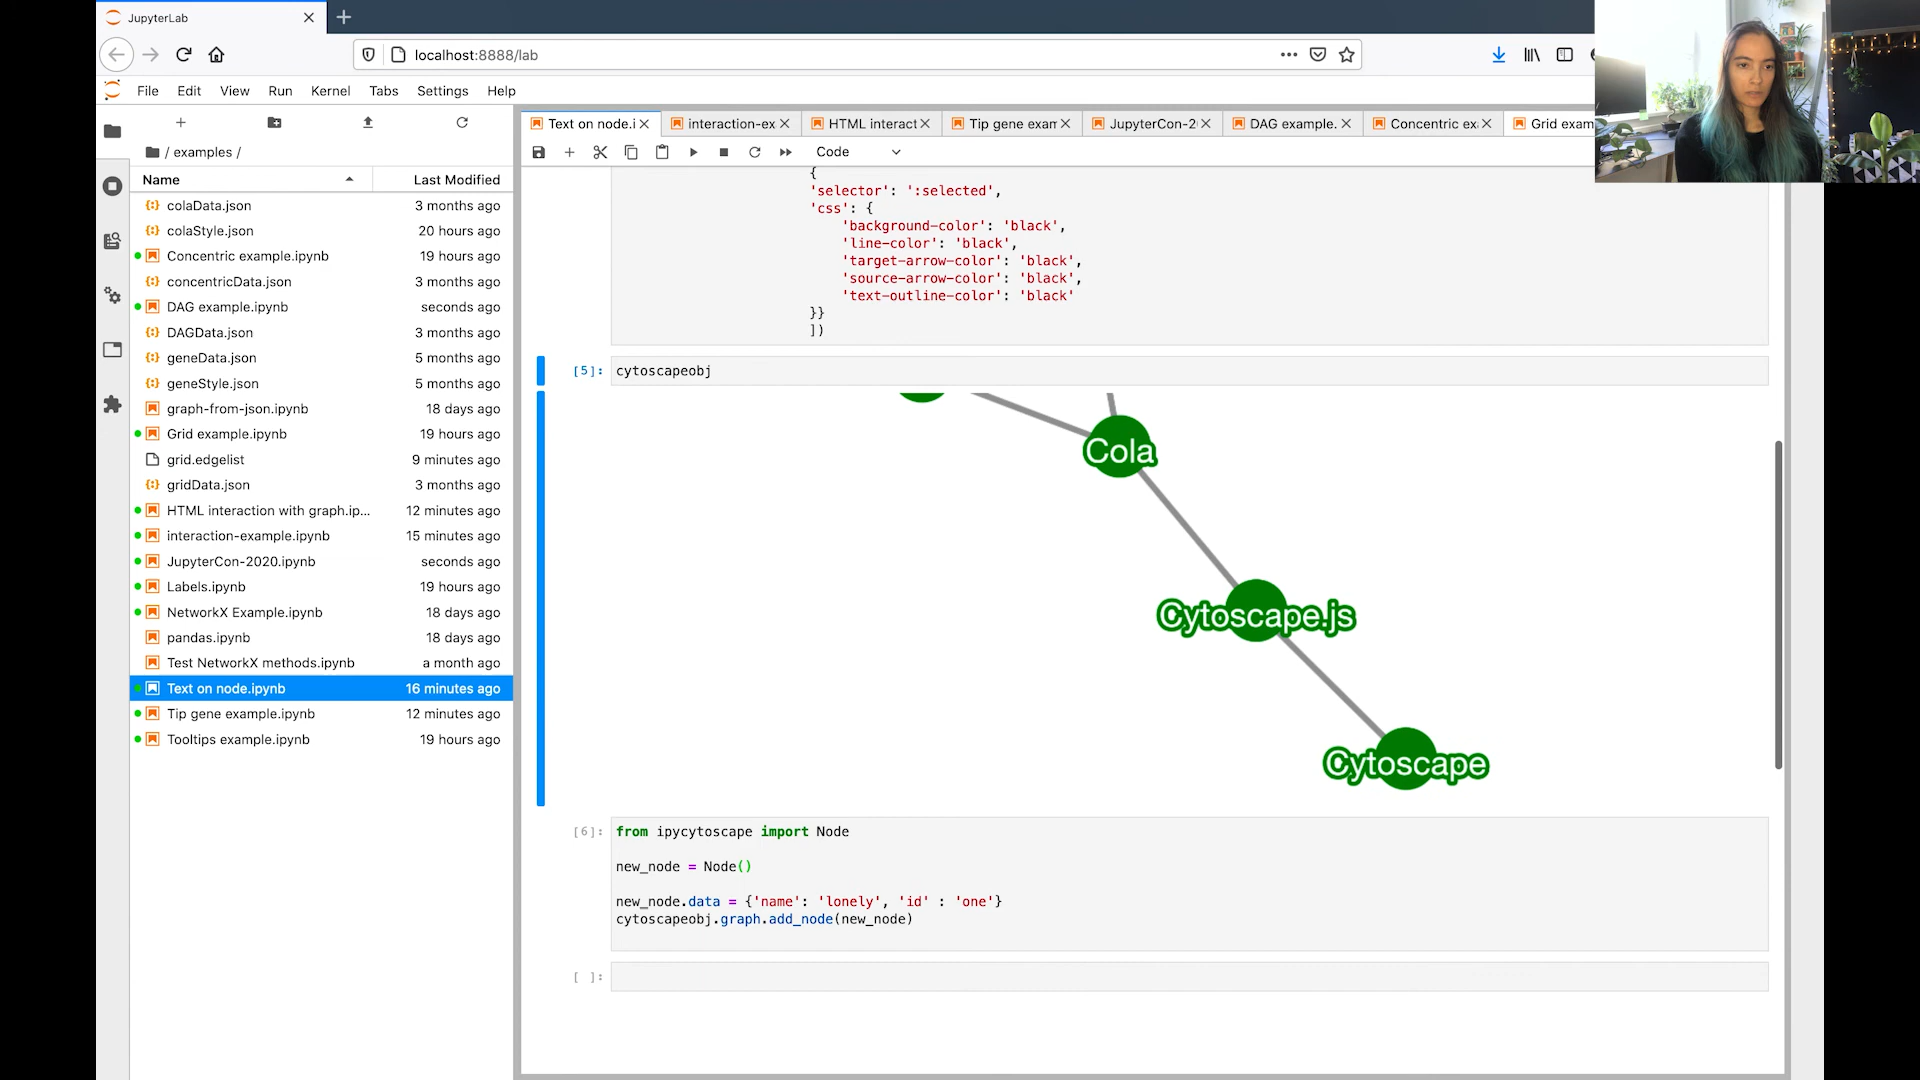 JupyterLab
localhost:8888/lab
File Edit View Run Kernel Tabs Settings Help
/ examples /
Name Last Modified
colaData.json 3 months ago
colaStyle.json 20 hours ago
Concentric example.ipynb 19 hours ago
concentricData.json 3 months ago
DAG example.ipynb seconds ago
DAGData.json 3 months ago
geneData.json 5 months ago
geneStyle.json 5 months ago
graph-from-json.ipynb 18 days ago
Grid example.ipynb 19 hours ago
grid.edgelist 9 minutes ago
gridData.json 3 months ago
HTML interaction with graph.ip... 12 minutes ago
interaction-example.ipynb 15 minutes ago
JupyterCon-2020.ipynb seconds ago
Labels.ipynb 19 hours ago
NetworkX Example.ipynb 18 days ago
pandas.ipynb 18 days ago
Test NetworkX methods.ipynb a month ago
Text on node.ipynb 16 minutes ago
Tip gene example.ipynb 12 minutes ago
Tooltips example.ipynb 19 hours ago
Text on node.i interaction-ex HTML interact Tip gene exam JupyterCon-2 DAG example. Concentric ex Grid exam
Code
{
'selector': ':selected',
'css': {
'background-color': 'black',
'line-color': 'black',
'target-arrow-color': 'black',
'source-arrow-color': 'black',
'text-outline-color': 'black'
}}
])
[5]: cytoscapeobj
Cola
Cytoscape.js
Cytoscape
[6]: from ipycytoscape import Node
new_node = Node()
new_node.data = {'name': 'lonely', 'id' : 'one'}
cytoscapeobj.graph.add_node(new_node)
[ ]: